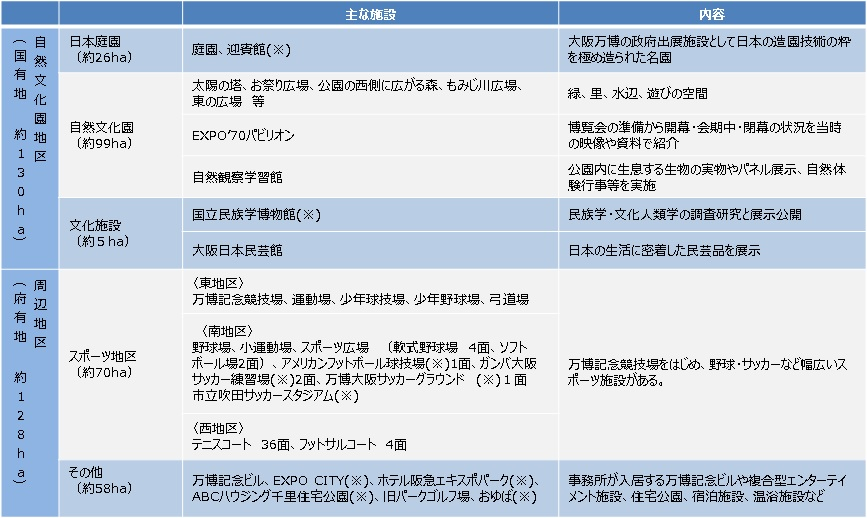 主な施設
内容
自然文化園地区
（国有地 約130ha）
日本庭園
（約26ha）
庭園、迎賓館(※)
大阪万博の政府出展施設として日本の造園技術の粋
を極め造られた名園
自然文化園
（約99ha）
太陽の塔、お祭り広場、公園の西側に広がる森、もみじ川広場、
東の広場 等
緑、里、水辺、遊びの空間
EXPO'70パビリオン
博覧会の準備から開幕・会期中・閉幕の状況を当時
の映像や資料で紹介
自然観察学習館
公園内に生息する生物の実物やパネル展示、自然体
験行事等を実施
文化施設
（約５ha）
国立民族学博物館(※)
民族学・文化人類学の調査研究と展示公開
大阪日本民芸館
日本の生活に密着した民芸品を展示
周辺地区
（府有地 約128ha）
スポーツ地区
（約70ha）
〈東地区〉
万博記念競技場、運動場、少年球技場、少年野球場、弓道場
〈南地区〉
野球場、小運動場、スポーツ広場 （軟式野球場 4面、ソフト
ボール場2面）、アメリカンフットボール球技場(※)1面、ガンバ大阪
サッカー練習場(※)2面、万博大阪サッカーグラウンド (※)１面
市立吹田サッカースタジアム(※)
〈西地区〉
テニスコート 36面、フットサルコート 4面
万博記念競技場をはじめ、野球・サッカーなど幅広いス
ポーツ施設がある。
その他
（約58ha）
万博記念ビル、EXPO CITY(※)、ホテル阪急エキスポパーク(※)、
ABCハウジング千里住宅公園(※)、旧パークゴルフ場、おゆば(※)
事務所が入居する万博記念ビルや複合型エンターテイ
メント施設、住宅公園、宿泊施設、温浴施設など